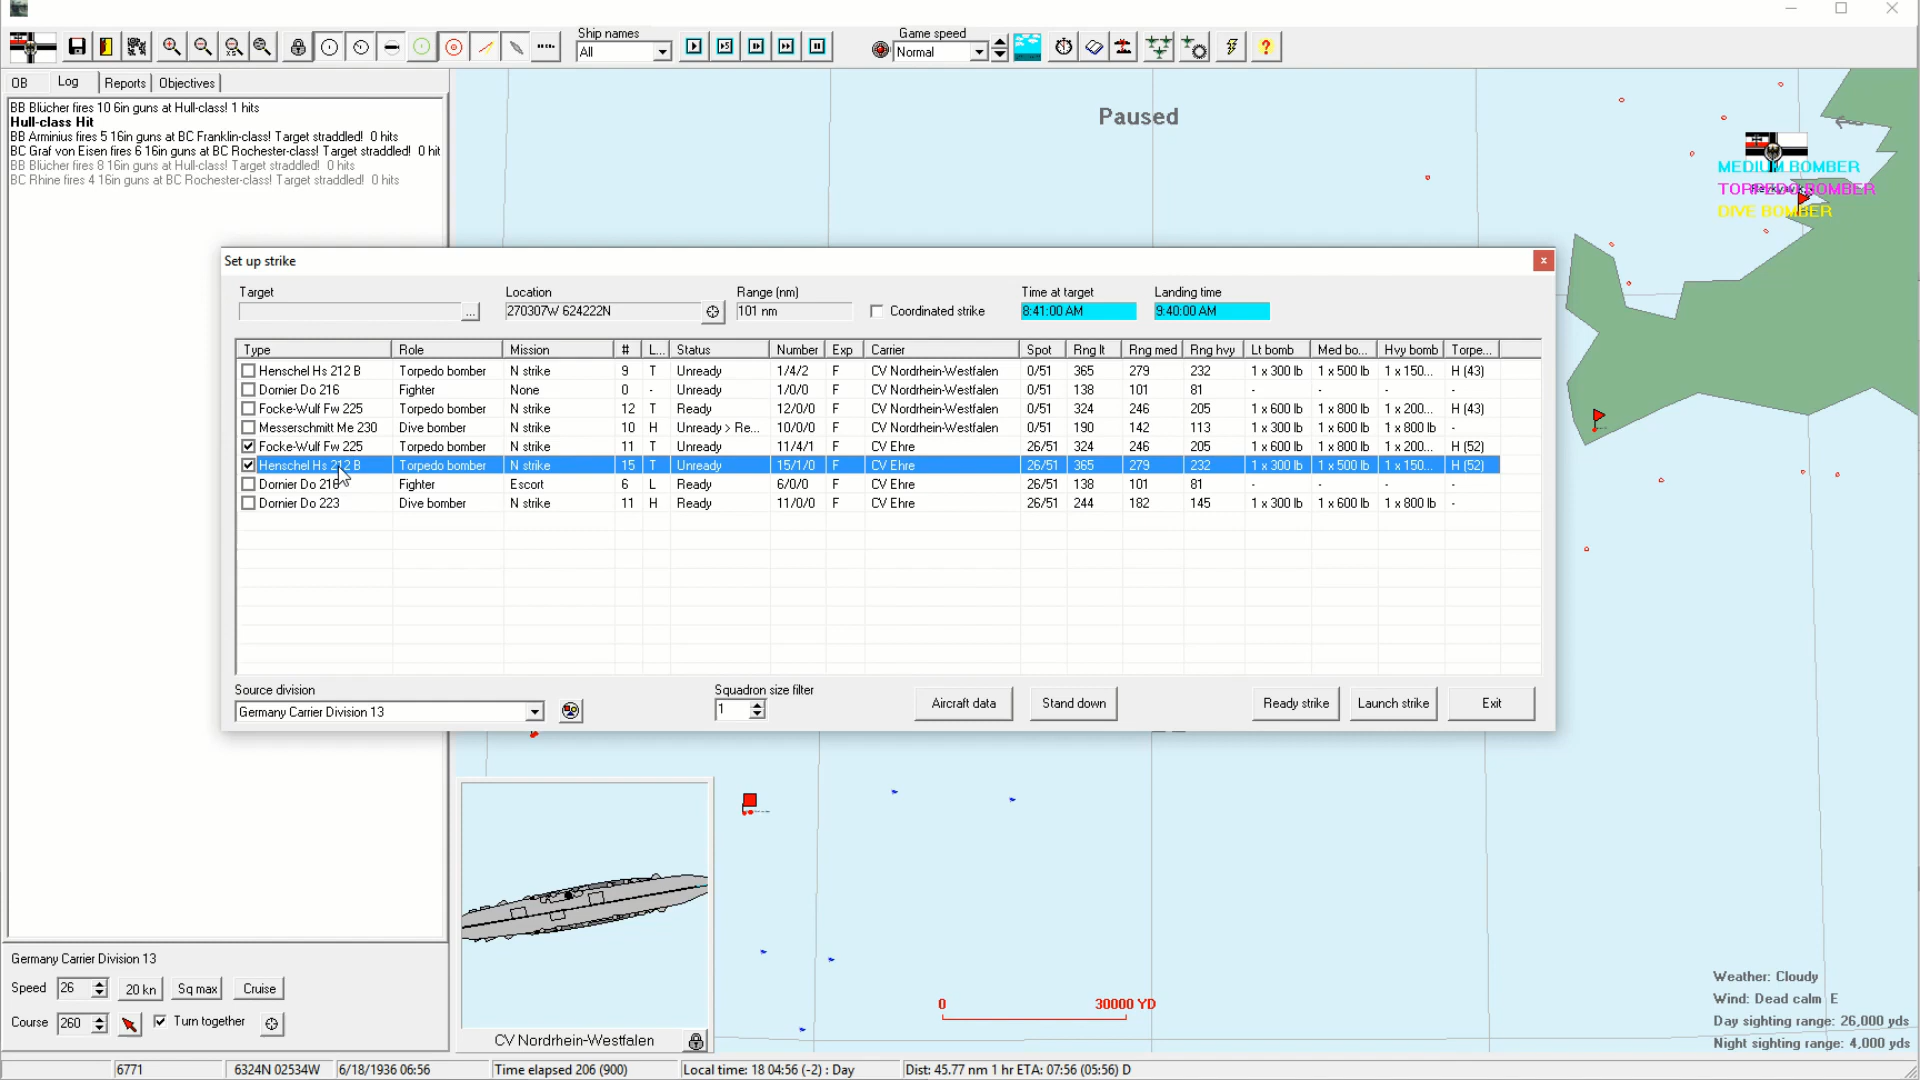 Ship names
All
Game speed
Normal
OB Log Reports Objectives
BB Blücher fires 10 6in guns at Hull-class! 1 hits
Hull-class Hit
BB Arminius fires 5 16in guns at BC Franklin-class! Target straddled! 0 hits
BC Graf von Eisen fires 6 16in guns at BC Rochester-class! Target straddled! 0 hit
BB Blücher fires 8 16in guns at Hull-class! Target straddled! 0 hits
BC Rhine fires 4 16in guns at BC Rochester-class! Target straddled! 0 hits
Paused
MEDIUM BOMBER
TORPEDO BOMBER
DIVE BOMBER
Set up strike
Target Location Range (nm) Time at target Landing time
... 270307W 624222N 101 nm Coordinated strike 8:41:00 AM 9:40:00 AM
Type Role Mission # L... Status Number Exp Carrier Spot Rng lt Rng med Rng hvy Lt bomb Med bo... Hvy bomb Torpe...
Henschel Hs 212 B Torpedo bomber N strike 9 T Unready 1/4/2 F CV Nordrhein-Westfalen 0/51 365 279 232 1 x 300 lb 1 x 500 lb 1 x 150... H (43)
Dornier Do 216 Fighter None 0 - Unready 1/0/0 F CV Nordrhein-Westfalen 0/51 138 101 81 - - - -
Focke-Wulf Fw 225 Torpedo bomber N strike 12 T Ready 12/0/0 F CV Nordrhein-Westfalen 0/51 324 246 205 1 x 600 lb 1 x 800 lb 1 x 200... H (43)
Messerschmitt Me 230 Dive bomber N strike 10 H Unready > Re... 10/0/0 F CV Nordrhein-Westfalen 0/51 190 142 113 1 x 300 lb 1 x 600 lb 1 x 800 lb -
Focke-Wulf Fw 225 Torpedo bomber N strike 11 T Unready 11/4/1 F CV Ehre 26/51 324 246 205 1 x 600 lb 1 x 800 lb 1 x 200... H (52)
Henschel Hs 212 B Torpedo bomber N strike 15 T Unready 15/1/0 F CV Ehre 26/51 365 279 232 1 x 300 lb 1 x 500 lb 1 x 150... H (52)
Dornier Do 216 Fighter Escort 6 L Ready 6/0/0 F CV Ehre 26/51 138 101 81 - - - -
Dornier Do 223 Dive bomber N strike 11 H Ready 11/0/0 F CV Ehre 26/51 244 182 145 1 x 300 lb 1 x 600 lb 1 x 800 lb -
Source division Squadron size filter
Germany Carrier Division 13 1 Aircraft data Stand down Ready strike Launch strike Exit
Germany Carrier Division 13
Speed 26 20 kn Sq max Cruise
Course 260 Turn together
CV Nordrhein-Westfalen
0 30000 YD
Weather: Cloudy
Wind: Dead calm E
Day sighting range: 26,000 yds
Night sighting range: 4,000 yds
6771 6324N 02534W 6/18/1936 06:56 Time elapsed 206 (900) Local time: 18 04:56 (-2) : Day Dist: 45.77 nm 1 hr ETA: 07:56 (05:56) D